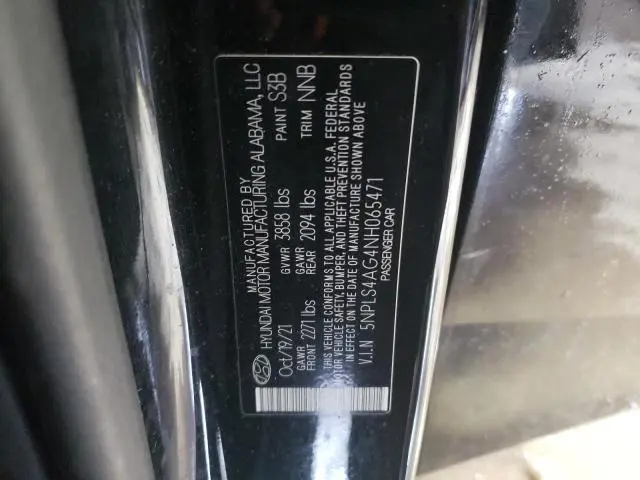 MANUFACTURED BY
HYUNDAI MOTOR MANUFACTURING ALABAMA, LLC
Oct/19/21 GVWR 3858 lbs PAINT S3B
GAWR FRONT 2271 lbs GAWR REAR 2094 lbs TRIM NNB
THIS VEHICLE CONFORMS TO ALL APPLICABLE U.S.A. FEDERAL
MOTOR VEHICLE SAFETY, BUMPER, AND THEFT PREVENTION STANDARDS
IN EFFECT ON THE DATE OF MANUFACTURE SHOWN ABOVE
V.I.N 5NPLS4AG4NH065471
PASSENGER CAR